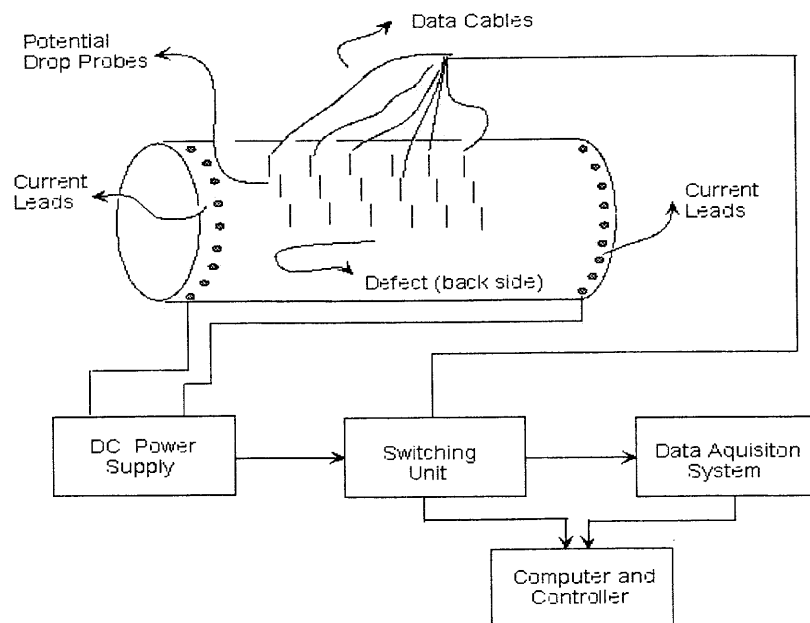 Data Cables
Potential
Drop Probes
Current
Leads
Current
Leads
Defect (back side)
DC Power
Supply
Switching
Unit
Data Aquisiton
System
Computer and
Controller